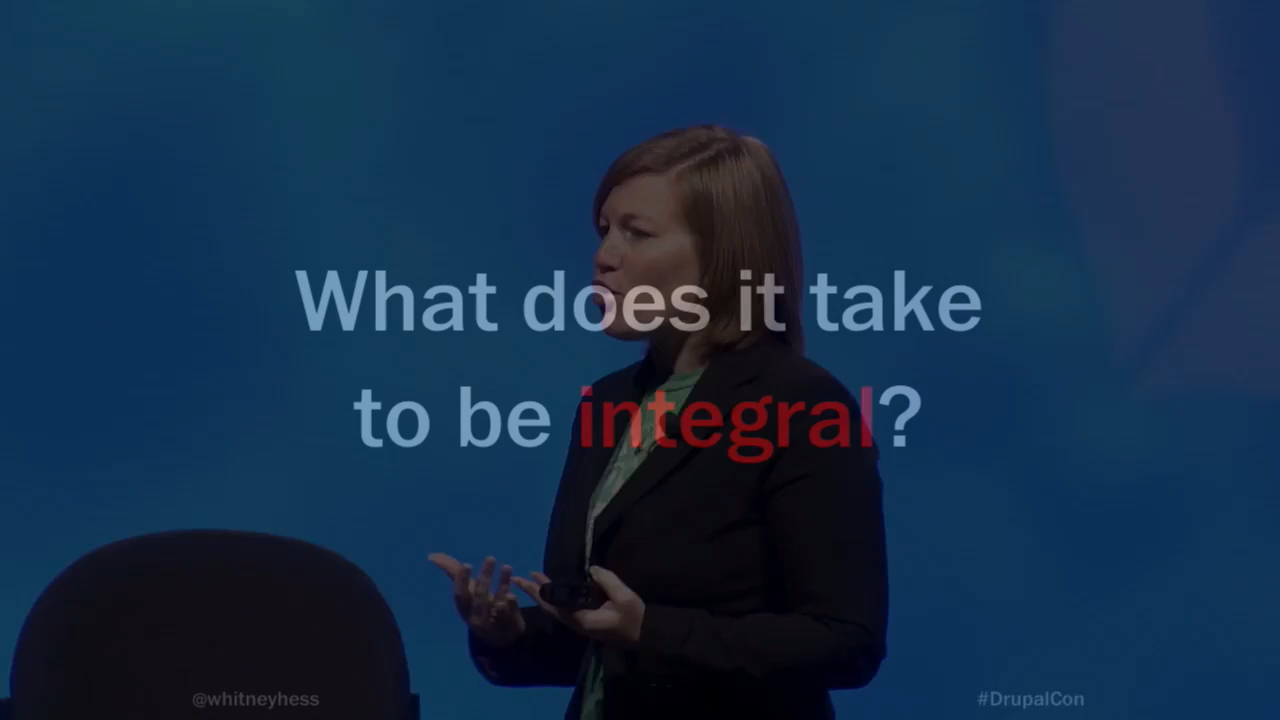 What does it take
to be integral?
@whitneyhess
#DrupalCon